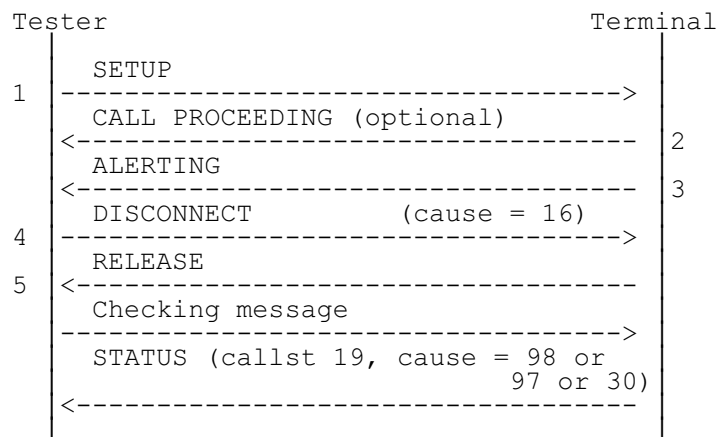 Tester Terminal
SETUP
1 |------------------------------------>
CALL PROCEEDING (optional)
<----------------------------------- 2
ALERTING
<----------------------------------- 3
DISCONNECT (cause = 16)
4 ----------------------------------->
RELEASE
5 <-----------------------------------
Checking message
----------------------------------->
STATUS (callst 19, cause = 98 or
97 or 30)
<-----------------------------------